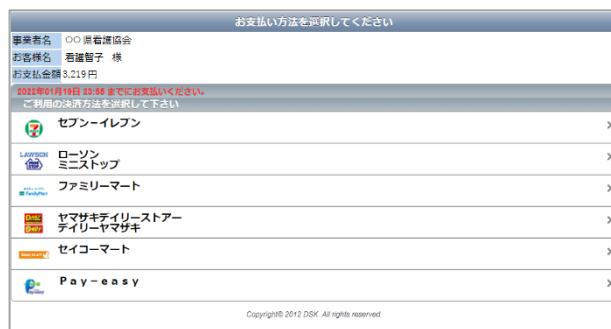 お支払い方法を選択してください
事業者名 ○○県看護協会
お客様名 看護智子 様
お支払金額 3,219円
2022年01月19日 23:55 までにお支払いください。
ご利用の決済方法を選択して下さい
セブン−イレブン
LAWSON
ローソン
ミニストップ
FamilyMart
ファミリーマート
ヤマザキデイリーストアー
デイリーヤマザキ
セイコーマート
Pay−easy
Copyright© 2012 DSK. All rights reserved.